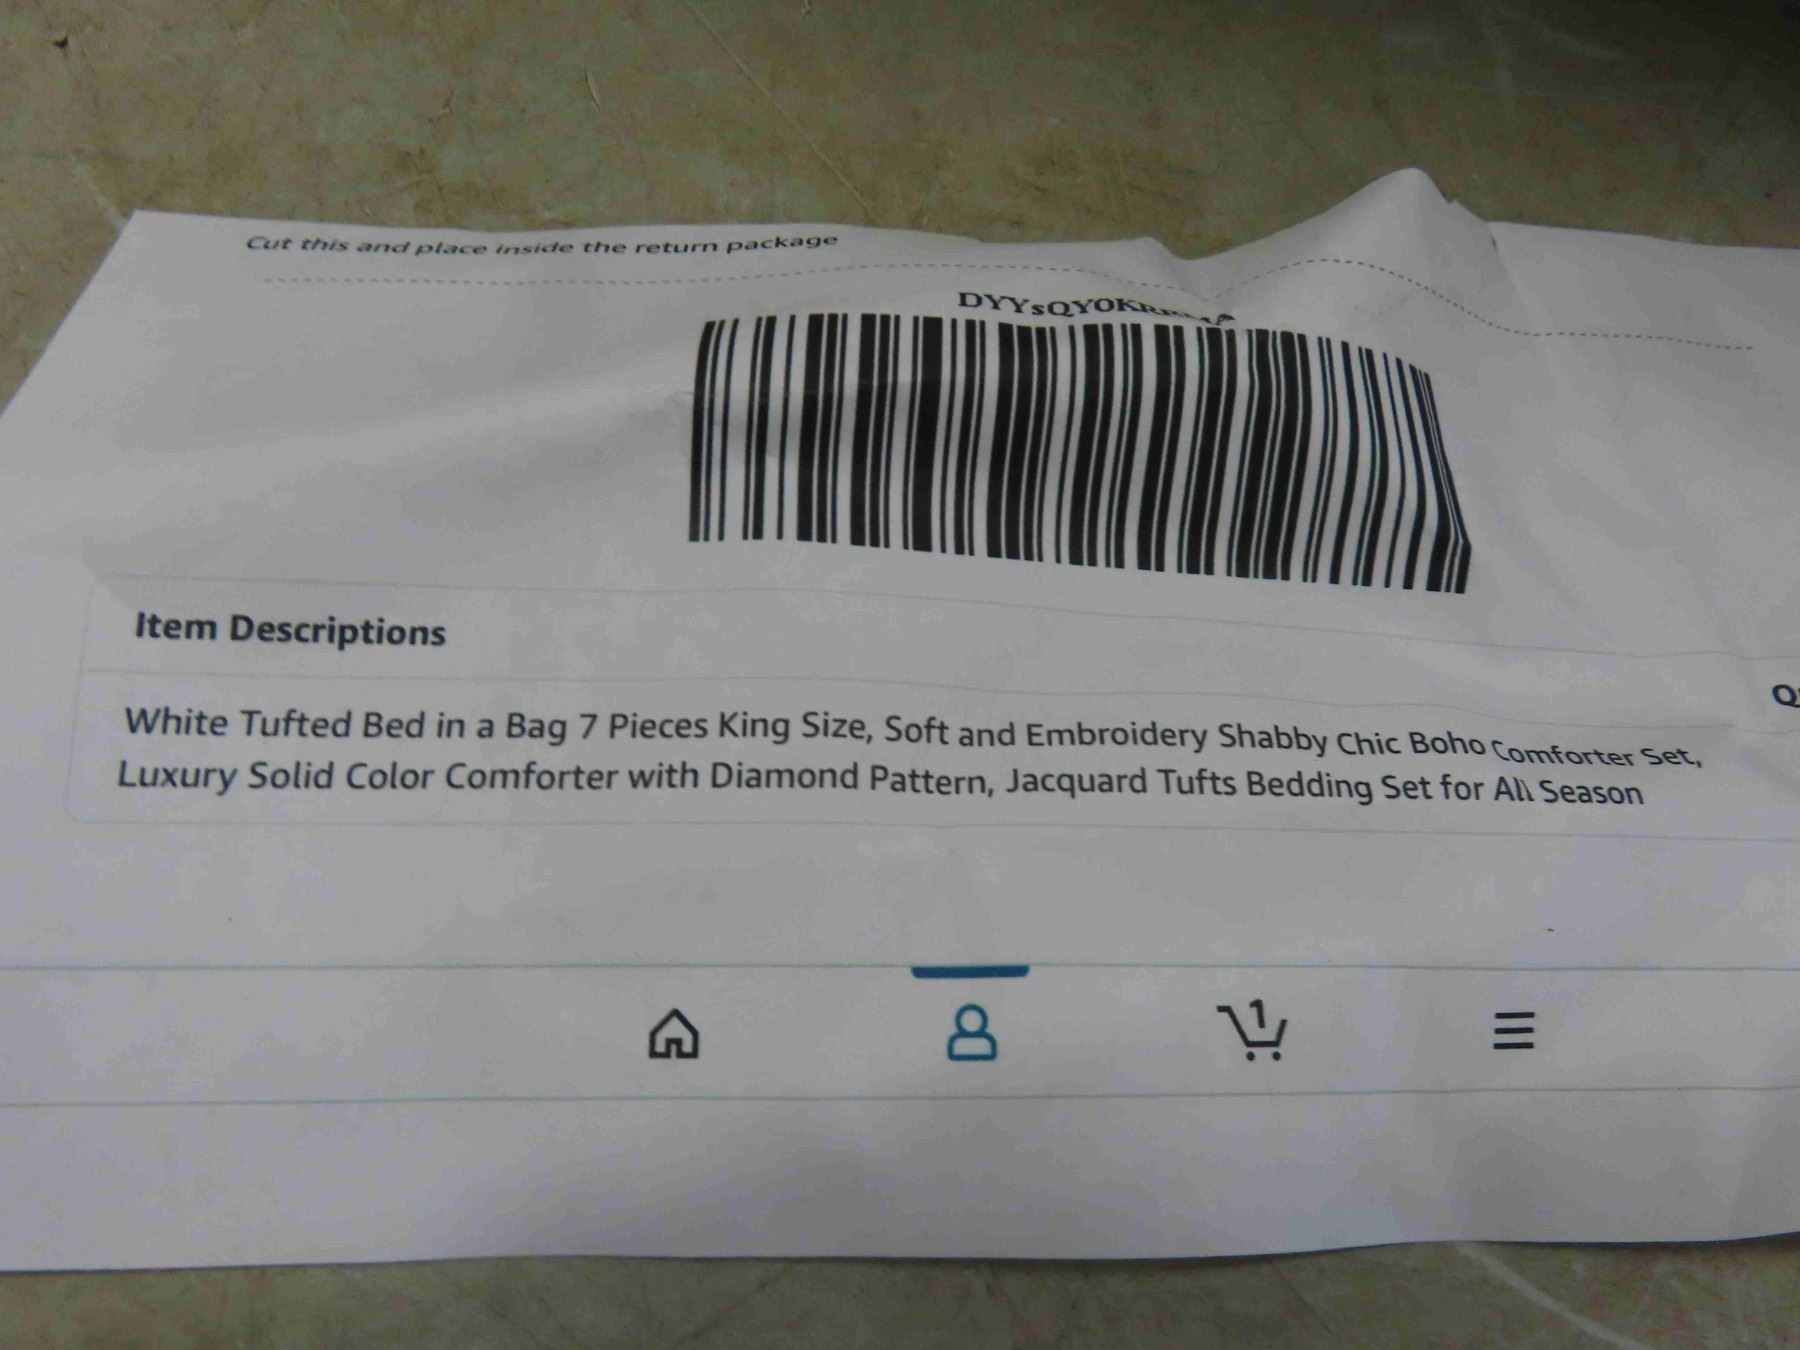 Cut this and place inside the return package
Item Descriptions
White Tufted Bed in a Bag 7 Pieces King Size, Soft and Embroidery Shabby Chic Boho Comforter Set,
Luxury Solid Color Comforter with Diamond Pattern, Jacquard Tufts Bedding Set for All Season
1